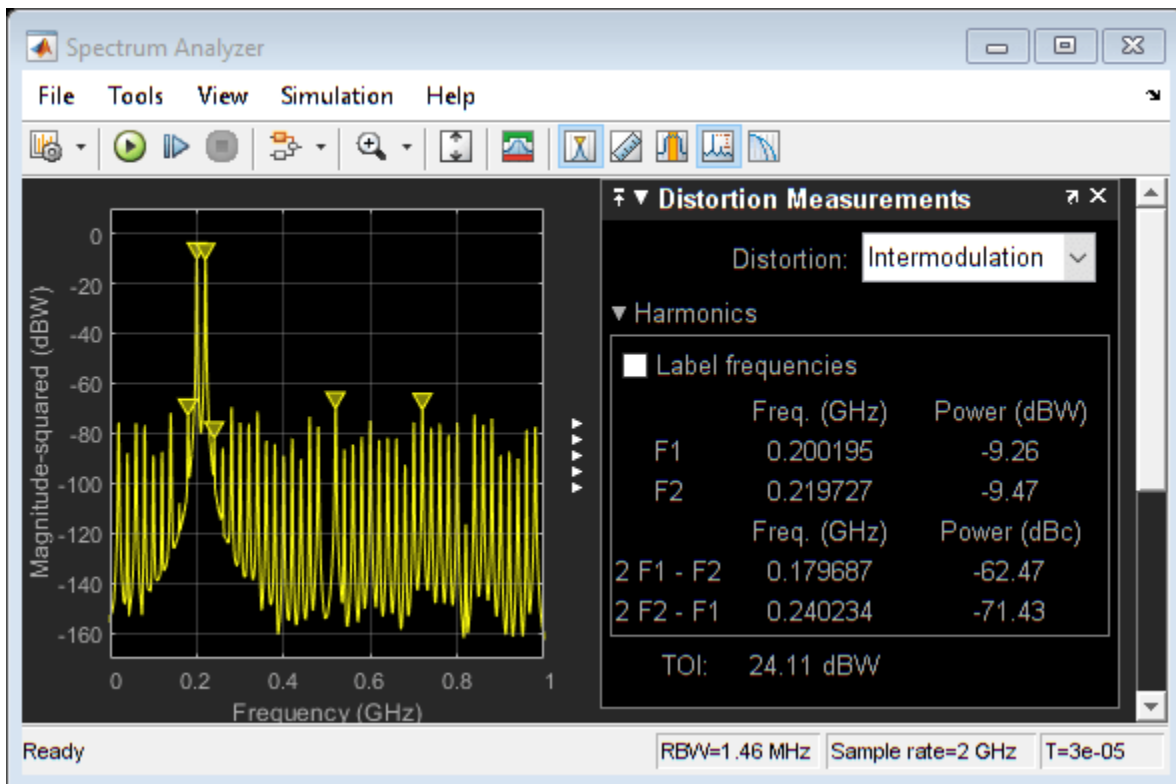 Spectrum Analyzer
File Tools View Simulation Help
Distortion Measurements
Distortion: Intermodulation
Harmonics
Label frequencies
Freq. (GHz) Power (dBW)
F1 0.200195 -9.26
F2 0.219727 -9.47
Freq. (GHz) Power (dBc)
2 F1 - F2 0.179687 -62.47
2 F2 - F1 0.240234 -71.43
TOI: 24.11 dBW
Magnitude-squared (dBW)
0
-20
-40
-60
-80
-100
-120
-140
-160
0 0.2 0.4 0.6 0.8 1
Frequency (GHz)
Ready RBW=1.46 MHz Sample rate=2 GHz T=3e-05